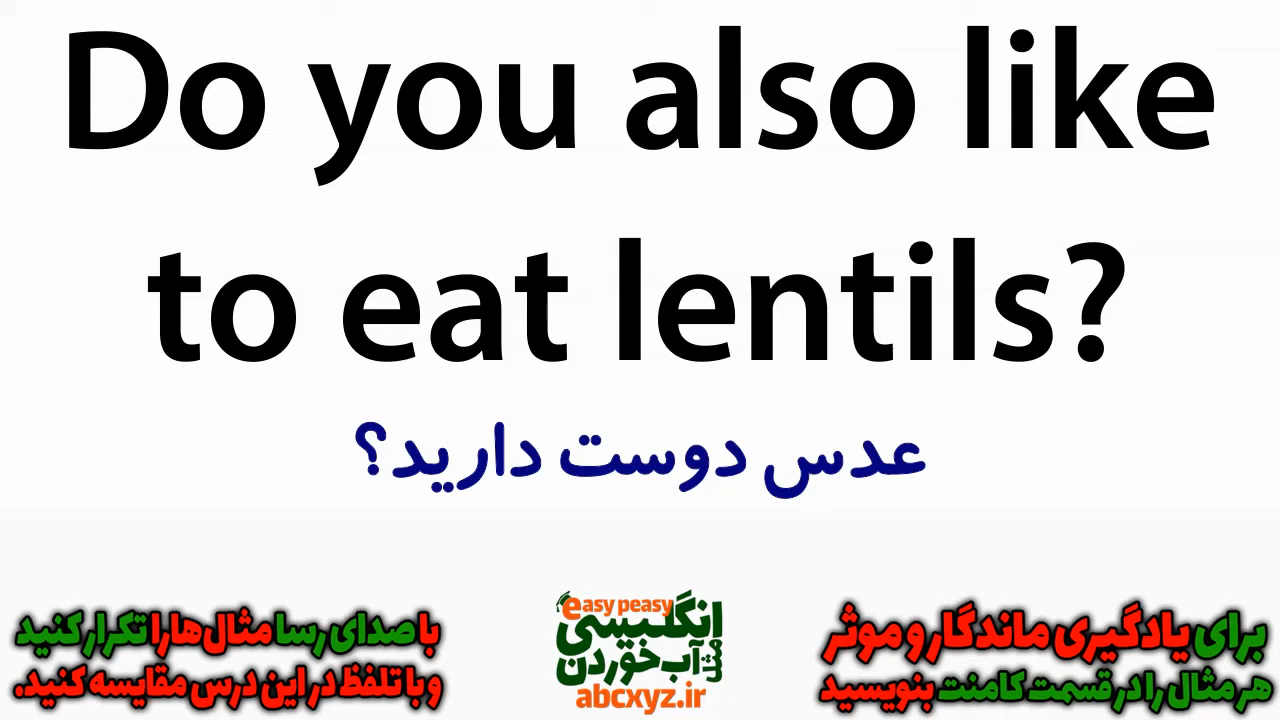 Do you also like
to eat lentils?
عدس دوست دارید؟
برای یادگیری ماندگار و موثر
هر مثال را در قسمت کامنت بنویسید
easy peasy
انگلیسی
مثل آب خوردن
abcxyz.ir
با صدای رسا مثال‌ها را تکرار کنید
و با تلفظ در این درس مقایسه کنید.